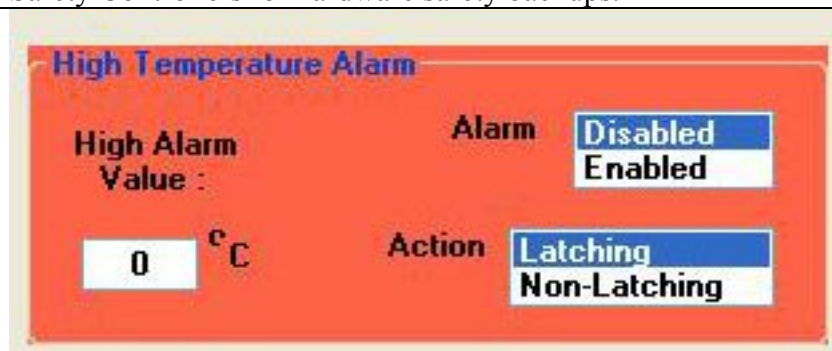 High Temperature Alarm
High Alarm
Value :
0 °C
Alarm
Disabled
Enabled
Action
Latching
Non-Latching